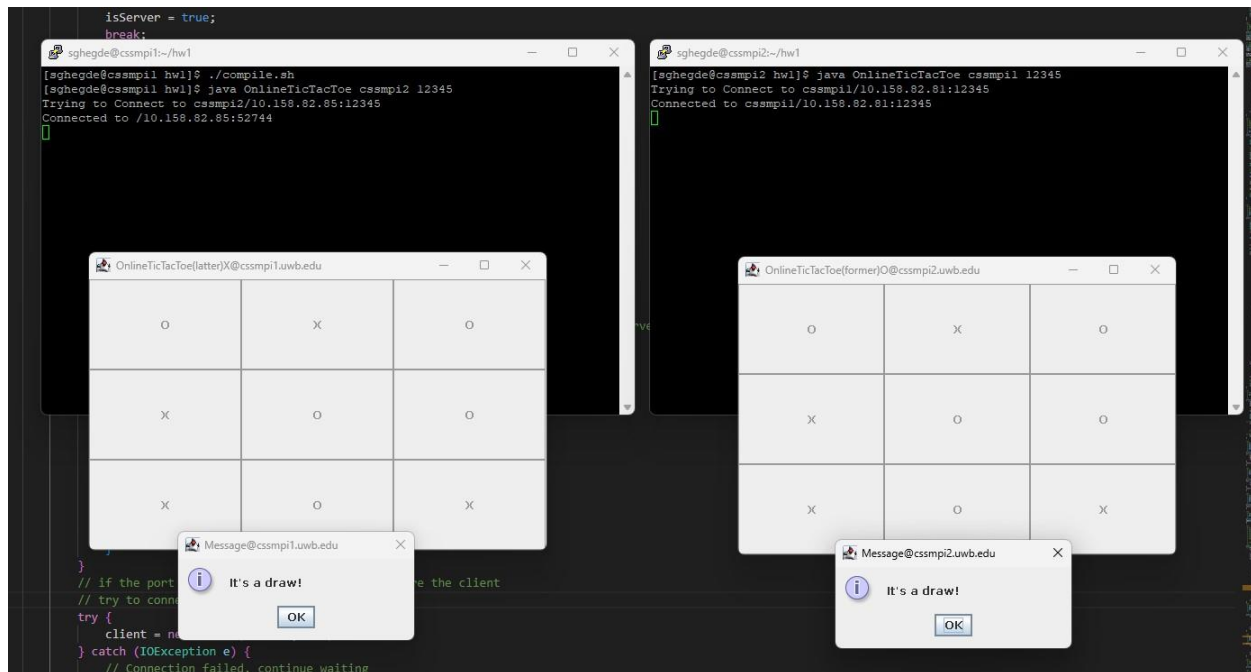 isServer = true;
break;
sghegde@cssmpi1:~/hw1
[sghegde@cssmpi1 hw1]$ ./compile.sh
[sghegde@cssmpi1 hw1]$ java OnlineTicTacToe cssmpi2 12345
Trying to Connect to cssmpi2/10.158.82.85:12345
Connected to /10.158.82.85:52744
sghegde@cssmpi2:~/hw1
[sghegde@cssmpi2 hw1]$ java OnlineTicTacToe cssmpi1 12345
Trying to Connect to cssmpi1/10.158.82.81:12345
Connected to cssmpi1/10.158.82.81:12345
OnlineTicTacToe(latter)X@cssmpi1.uwb.edu
O X O
X O O
X O X
OnlineTicTacToe(former)O@cssmpi2.uwb.edu
O X O
X O O
X O X
Message@cssmpi1.uwb.edu
It's a draw!
OK
Message@cssmpi2.uwb.edu
It's a draw!
OK
}
}
// if the port
the client
// try to
try {
client =
} catch (IOException e) {
// Connection failed, continue waiting